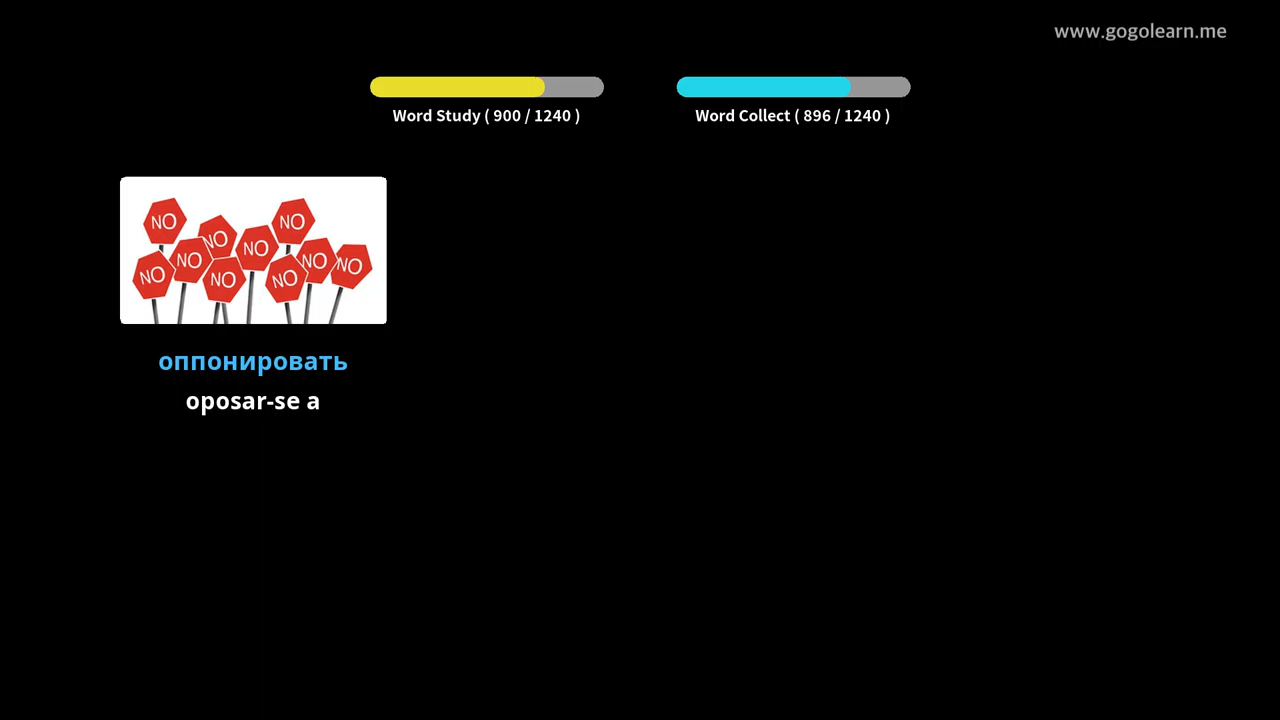 www.gogolearn.me
Word Study ( 900 / 1240 )
Word Collect ( 896 / 1240 )
NO
NO
NO
NO
NO
NO
NO
NO
NO
NO
оппонировать
oposar-se a